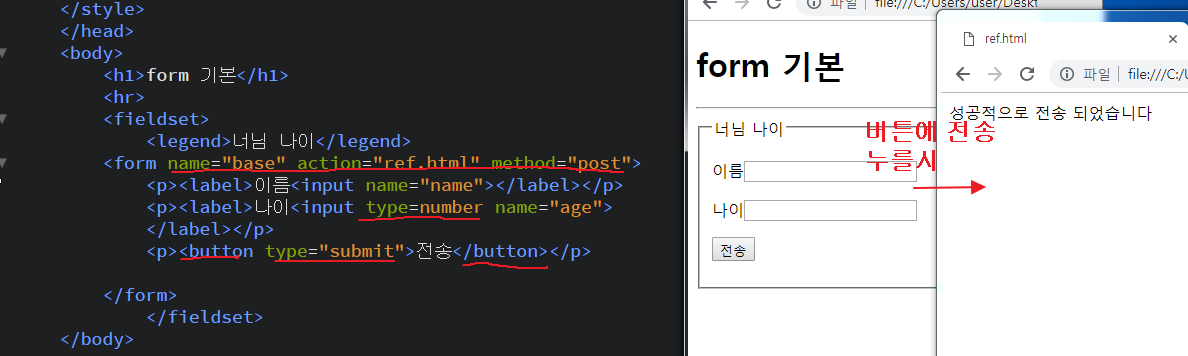 </style>
</head>
<body>
<h1>form 기본</h1>
<hr>
<fieldset>
<legend>너님 나이</legend>
<form name="base" action="ref.html" method="post">
<p><label>이름<input name="name"></label></p>
<p><label>나이<input type=number name="age">
</label></p>
<p><button type="submit">전송</button></p>
</form>
</fieldset>
</body>
파일 file:///C:/Users/user/Deskt
form 기본
너님 나이
이름
나이
전송
버튼에 전송
누를시
ref.html
파일 file:///C:/U
성공적으로 전송 되었습니다